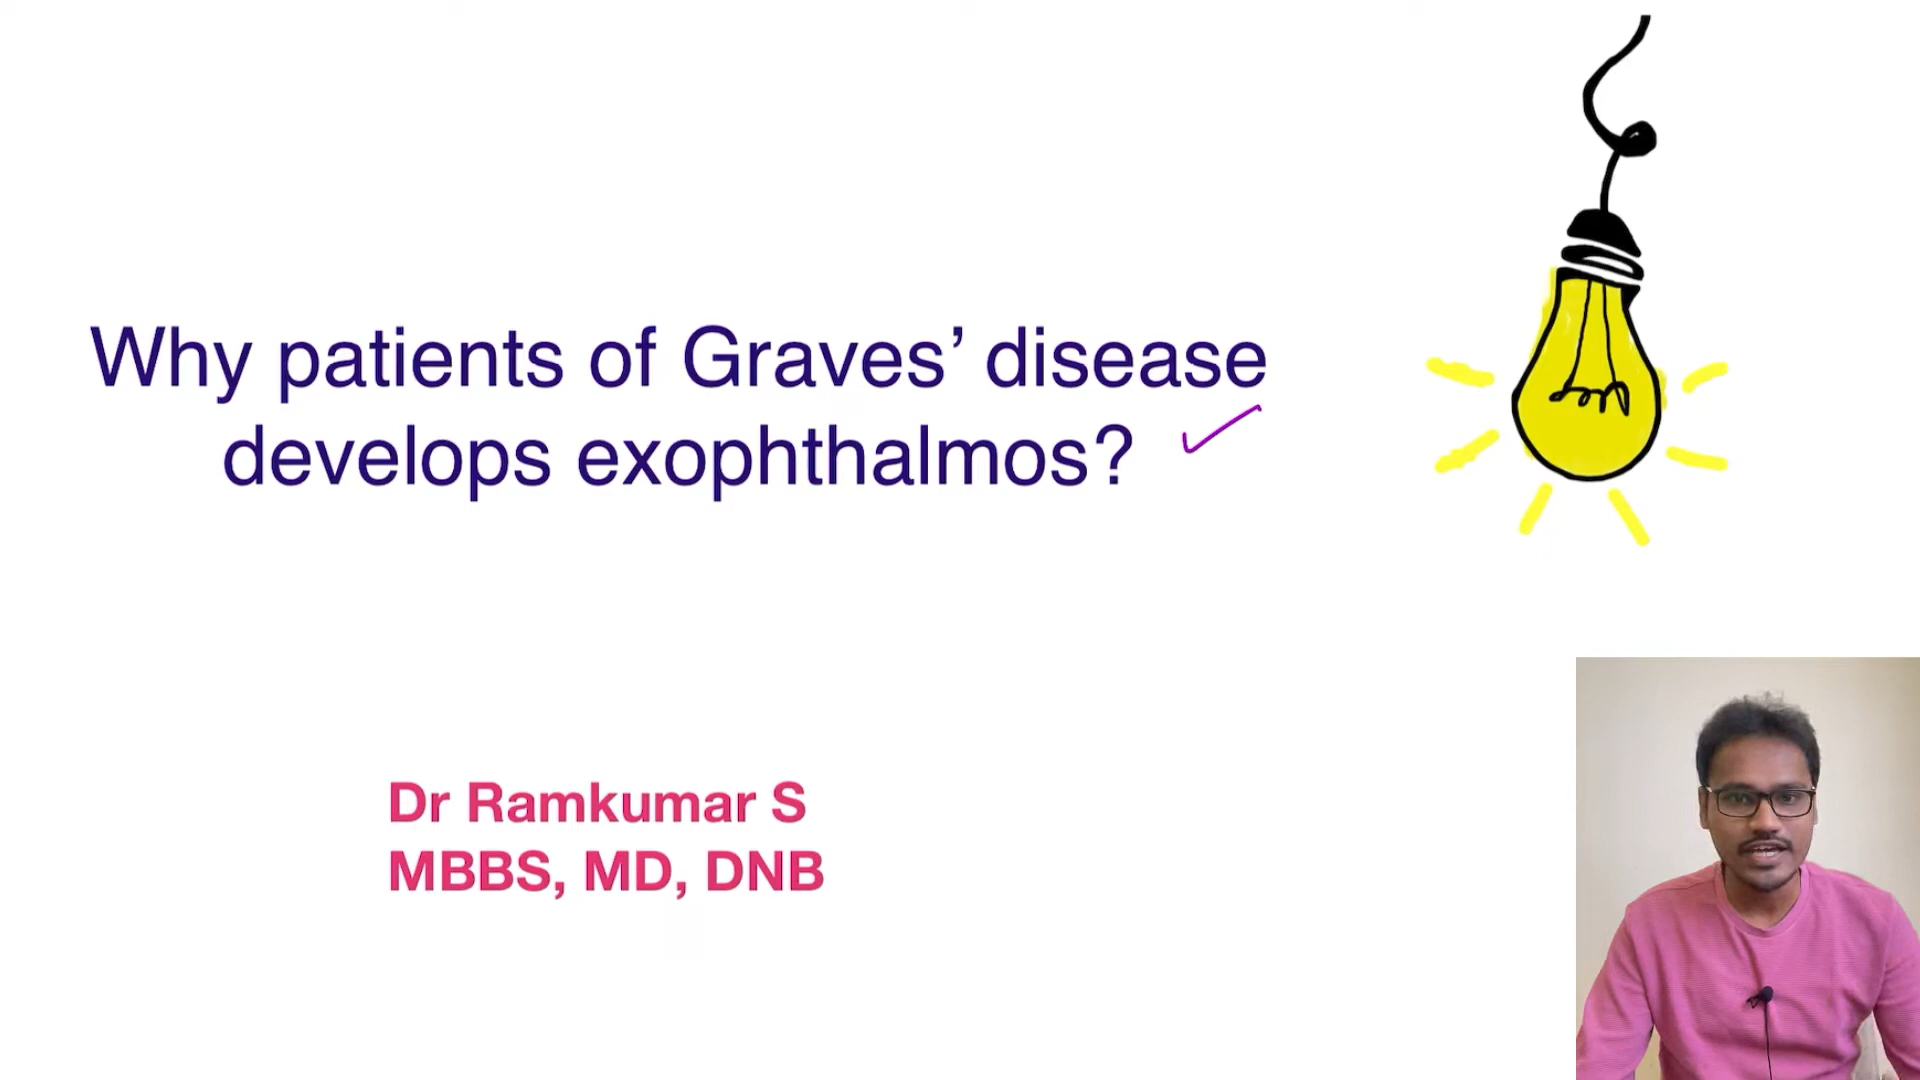 Why patients of Graves’ disease
develops exophthalmos?
Dr Ramkumar S
MBBS, MD, DNB